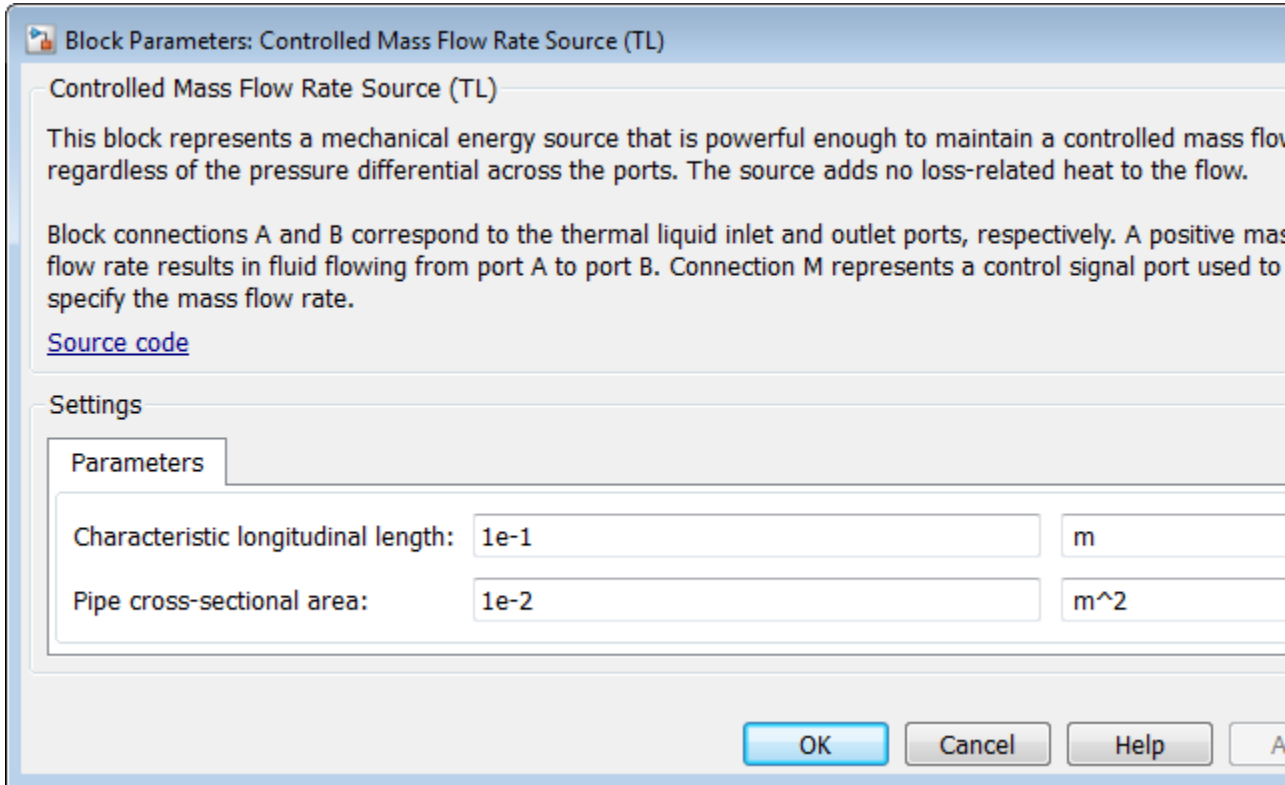 Block Parameters: Controlled Mass Flow Rate Source (TL)
Controlled Mass Flow Rate Source (TL)
This block represents a mechanical energy source that is powerful enough to maintain a controlled mass
regardless of the pressure differential across the ports. The source adds no loss-related heat to the flow.
Block connections A and B correspond to the thermal liquid inlet and outlet ports, respectively. A positive
flow rate results in fluid flowing from port A to port B. Connection M represents a control signal port used to
specify the mass flow rate.
Source code
Settings
Parameters
Characteristic longitudinal length: 1e-1 m
Pipe cross-sectional area: 1e-2 m^2
OK Cancel Help